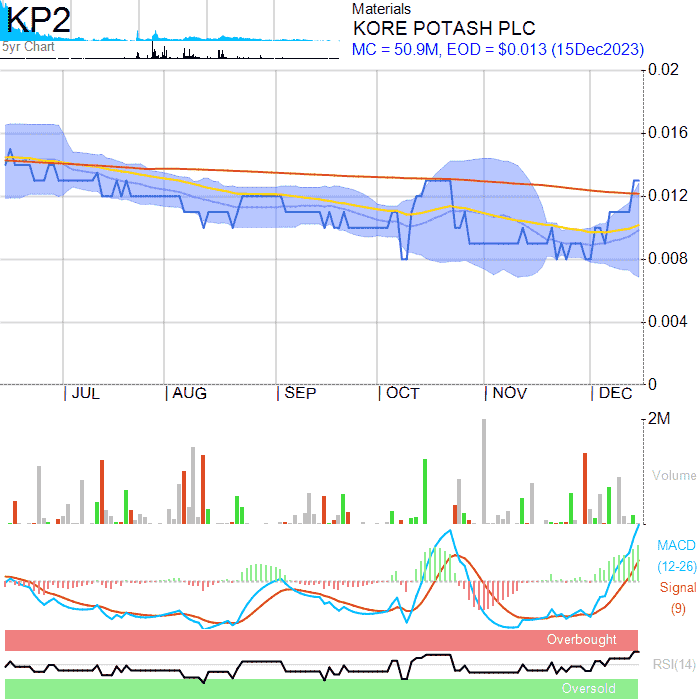 KP2
5yr Chart
Materials
KORE POTASH PLC
MC = 50.9M, EOD = $0.013 (15Dec2023)
0.02
0.016
0.012
0.008
0.004
0
JUL AUG SEP OCT NOV DEC
2M
Volume
MACD
(12-26)
Signal
(9)
Overbought
RSI(14)
Oversold